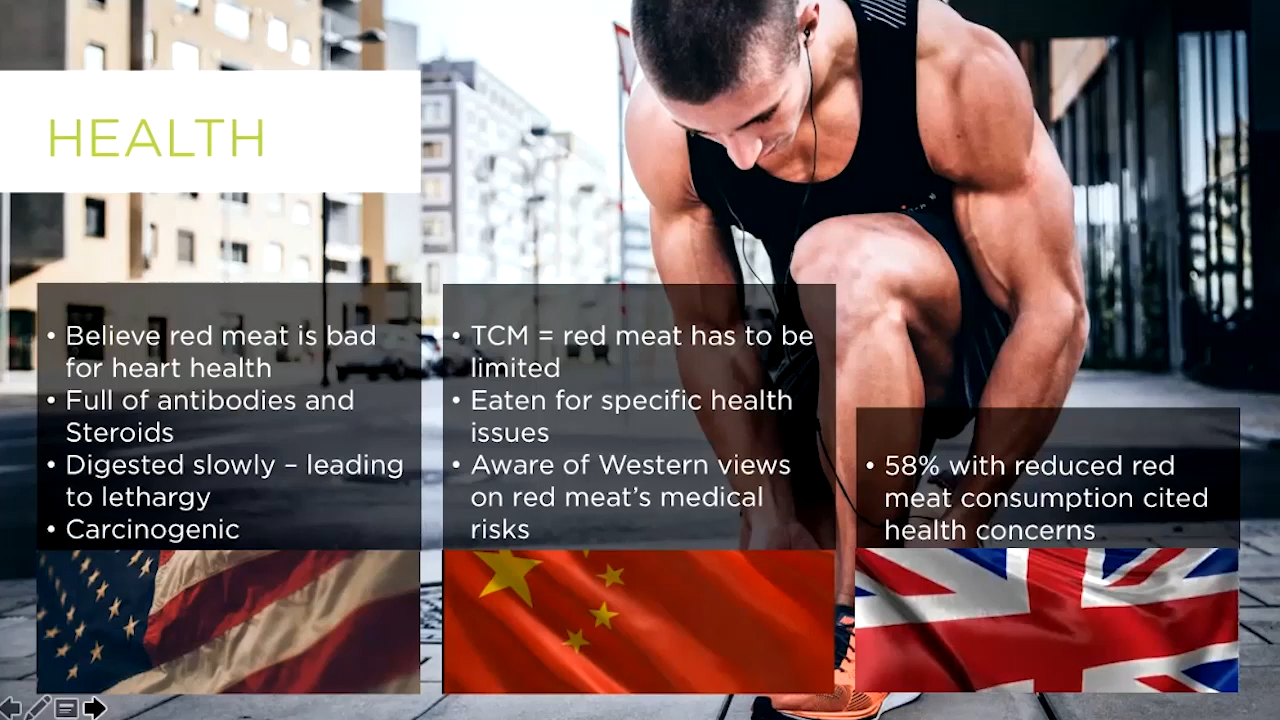 HEALTH
• Believe red meat is bad
for heart health
• Full of antibodies and
Steroids
• Digested slowly – leading
to lethargy
• Carcinogenic
• TCM = red meat has to be
limited
• Eaten for specific health
issues
• Aware of Western views
on red meat’s medical
risks
• 58% with reduced red
meat consumption cited
health concerns